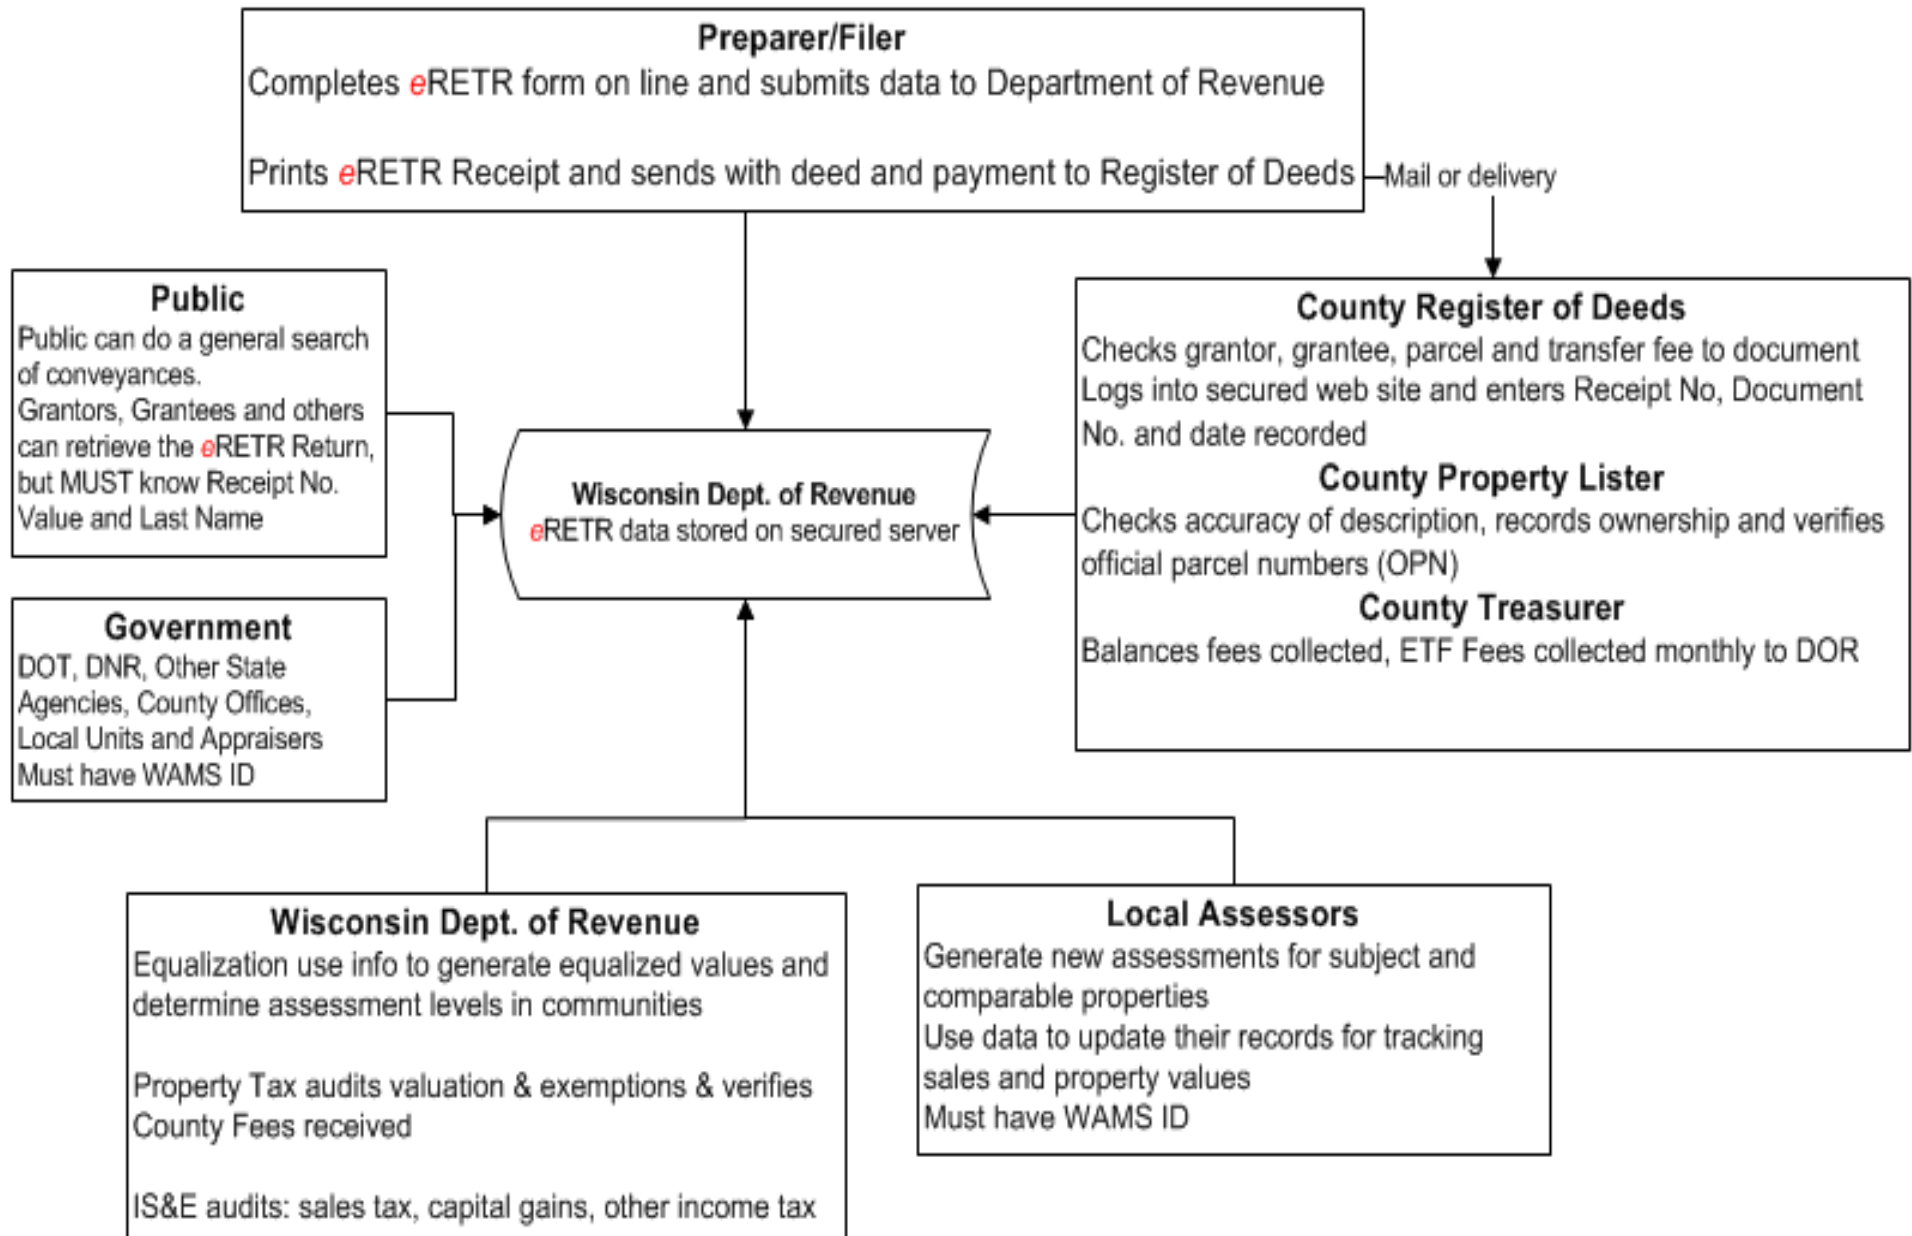 Preparer/Filer
Completes eRETR form on line and submits data to Department of Revenue
Prints eRETR Receipt and sends with deed and payment to Register of Deeds
Mail or delivery
Public
Public can do a general search
of conveyances.
Grantors, Grantees and others
can retrieve the eRETR Return,
but MUST know Receipt No.
Value and Last Name
County Register of Deeds
Checks grantor, grantee, parcel and transfer fee to document
Logs into secured web site and enters Receipt No, Document
No. and date recorded
County Property Lister
Checks accuracy of description, records ownership and verifies
official parcel numbers (OPN)
County Treasurer
Balances fees collected, ETF Fees collected monthly to DOR
Wisconsin Dept. of Revenue
eRETR data stored on secured server
Government
DOT, DNR, Other State
Agencies, County Offices,
Local Units and Appraisers
Must have WAMS ID
Wisconsin Dept. of Revenue
Equalization use info to generate equalized values and
determine assessment levels in communities
Property Tax audits valuation & exemptions & verifies
County Fees received
IS&E audits: sales tax, capital gains, other income tax
Local Assessors
Generate new assessments for subject and
comparable properties
Use data to update their records for tracking
sales and property values
Must have WAMS ID